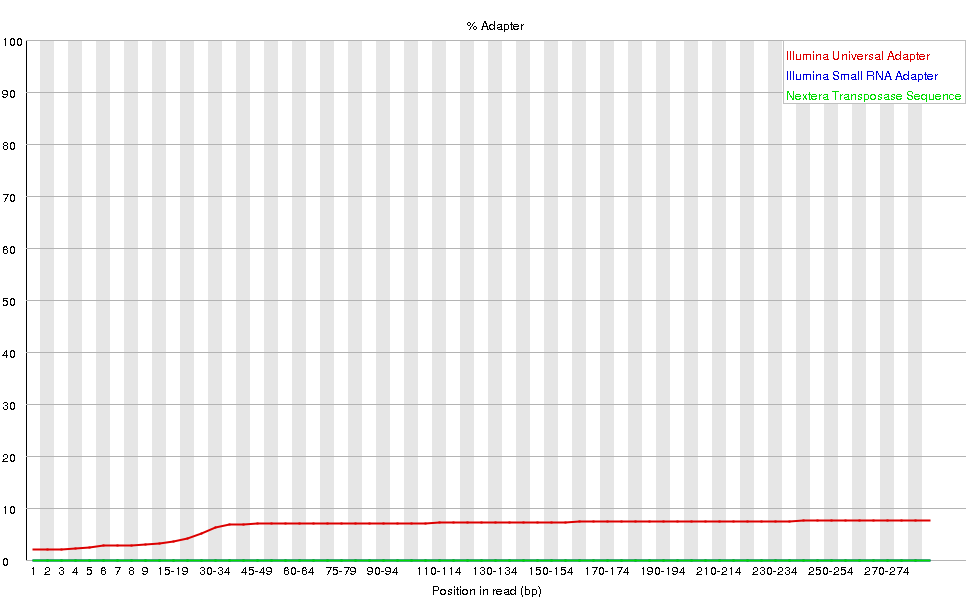 % Adapter
100
90
80
70
60
50
40
30
20
10
0
Illumina Universal Adapter
Illumina Small RNA Adapter
Nextera Transposase Sequence
1 2 3 4 5 6 7 8 9 15-19 30-34 45-49 60-64 75-79 90-94 110-114 130-134 150-154 170-174 190-194 210-214 230-234 250-254 270-274
Position in read (bp)